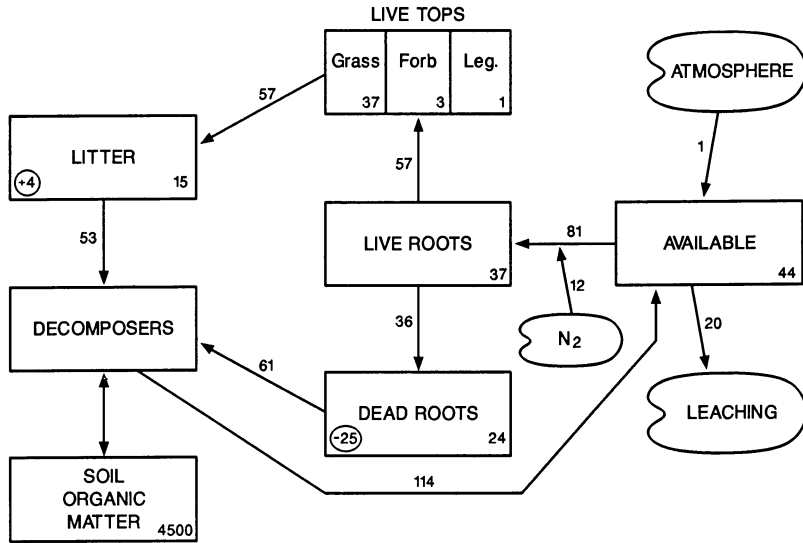 LIVE TOPS
Grass Forb Leg.
37 3 1
ATMOSPHERE
57
1
LITTER
+4 15
57
LIVE ROOTS
37
81
AVAILABLE
44
53
12
N2
36
20
DECOMPOSERS
61
DEAD ROOTS
-25 24
LEACHING
SOIL
ORGANIC
MATTER
4500
114